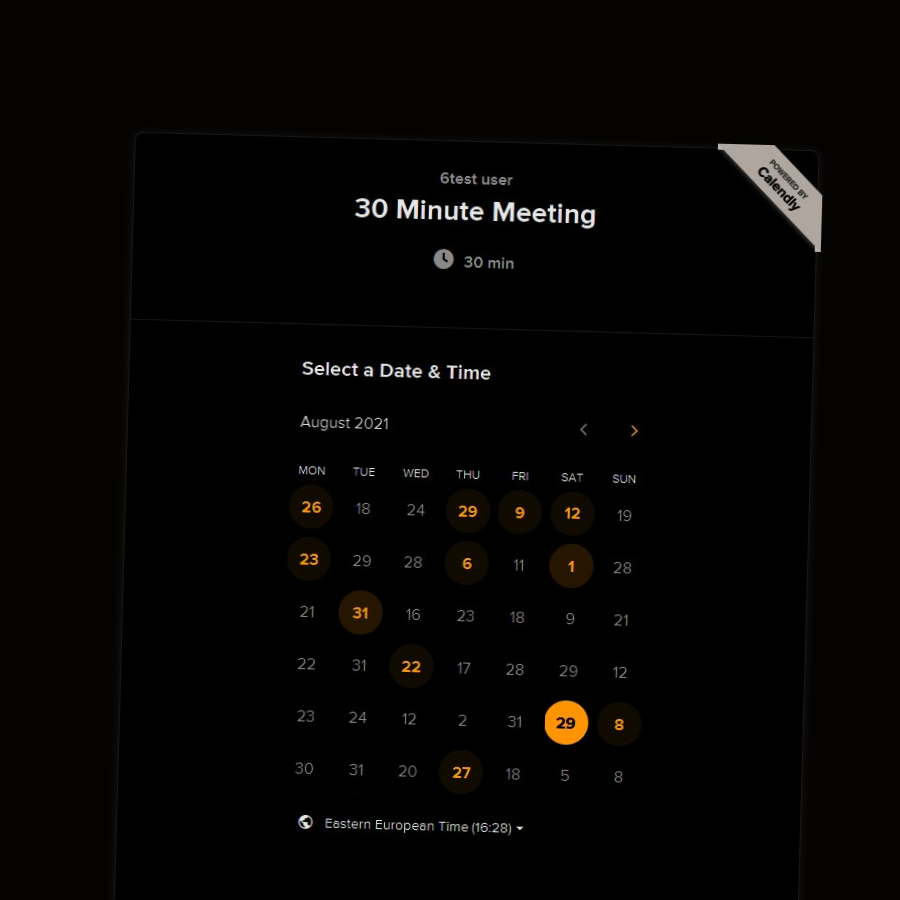 POWERED BY
Calendly
6test user
30 Minute Meeting
30 min
Select a Date & Time
August 2021
MON TUE WED THU FRI SAT SUN
26 18 24 29 9 12 19
23 29 28 6 11 1 28
21 31 16 23 18 9 21
22 31 22 17 28 29 12
23 24 12 2 31 29 8
30 31 20 27 18 5 8
Eastern European Time (16:28)